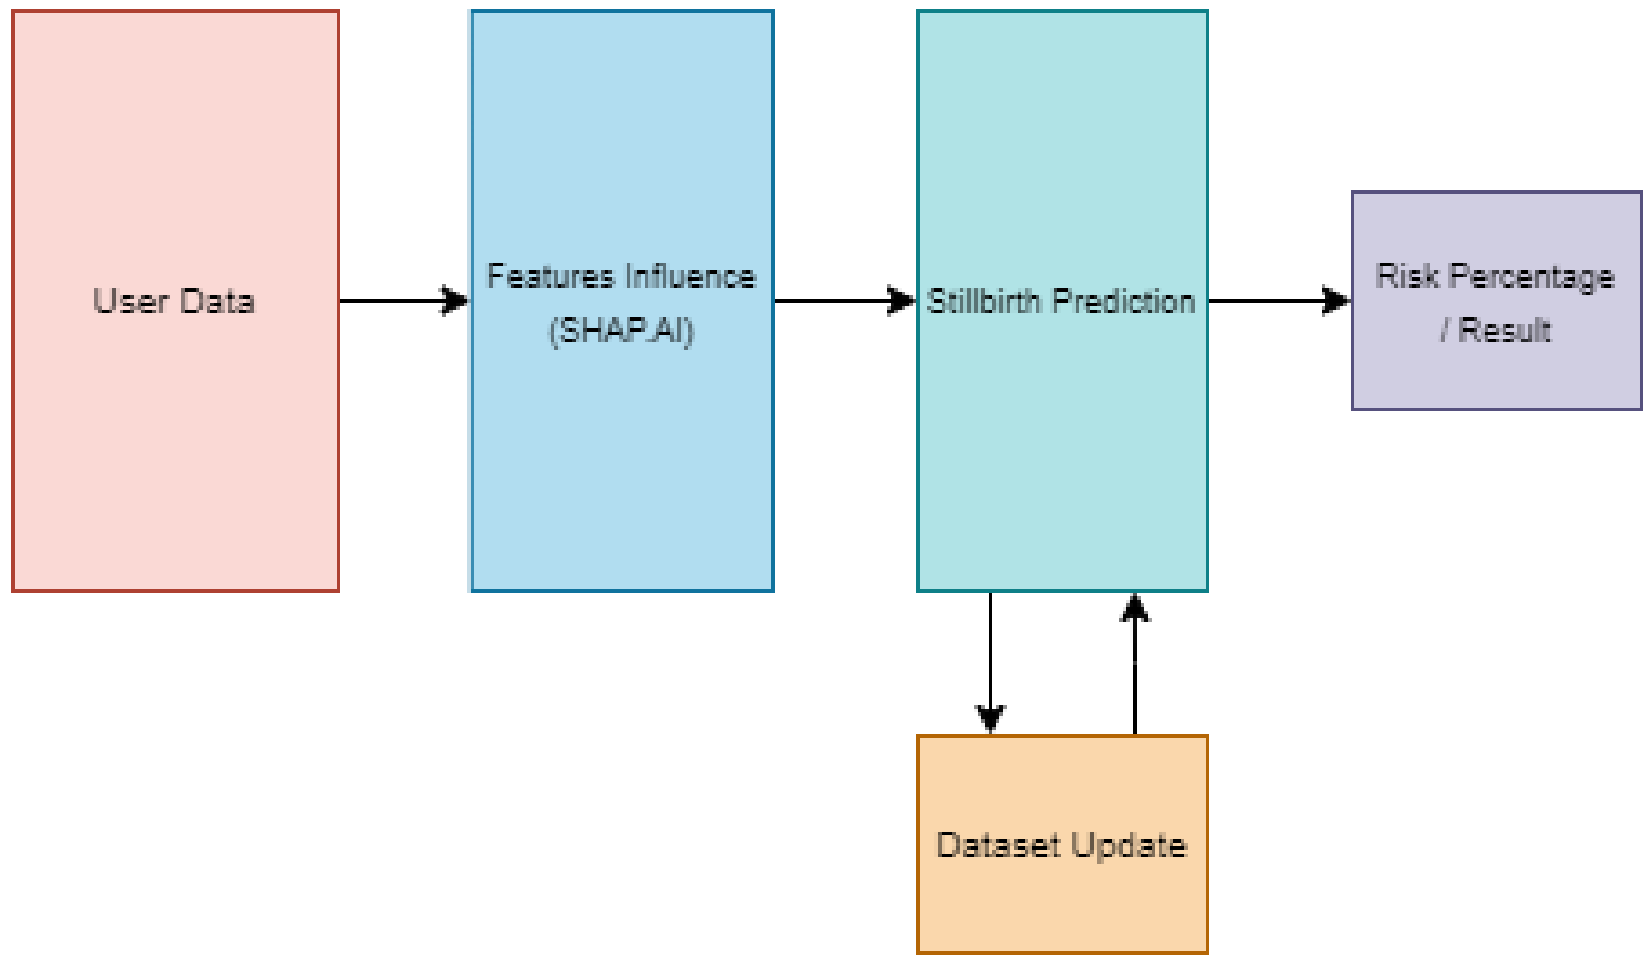 User Data
Features Influence
(SHAP.AI)
Stillbirth Prediction
Risk Percentage
/ Result
Dataset Update